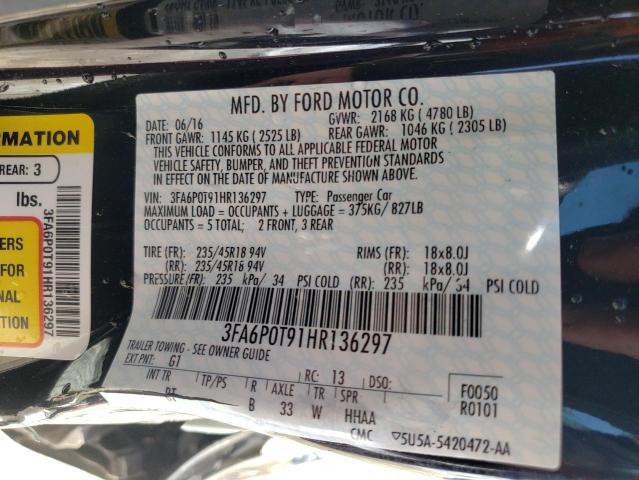 MFD. BY FORD MOTOR CO.
DATE: 06/16 GVWR: 2168 KG ( 4780 LB)
FRONT GAWR: 1145 KG ( 2525 LB) REAR GAWR: 1046 KG ( 2305 LB)
THIS VEHICLE CONFORMS TO ALL APPLICABLE FEDERAL MOTOR
VEHICLE SAFETY, BUMPER, AND THEFT PREVENTION STANDARDS
IN EFFECT ON THE DATE OF MANUFACTURE SHOWN ABOVE.
VIN: 3FA6P0T91HR136297 TYPE: Passenger Car
MAXIMUM LOAD = OCCUPANTS + LUGGAGE = 375KG/ 827LB
OCCUPANTS = 5 TOTAL; 2 FRONT, 3 REAR
TIRE (FR): 235/45R18 94V RIMS (FR): 18x8.0J
(RR): 235/45R18 94V (RR): 18x8.0J
PRESSURE(FR): 235 kPa/ 34 PSI COLD (RR): 235 kPa/ 34 PSI COLD
3FA6P0T91HR136297
TRAILER TOWING - SEE OWNER GUIDE
EXT PNT: G1 RC: 13 DSO:
INT TR TP/PS R AXLE TR SPR F0050
B 33 W HHAA R0101
CMC 5U5A-5420472-AA
RMATION
REAR: 3
lbs.
ERS
FOR
NAL
3FA6P0T91HR136297